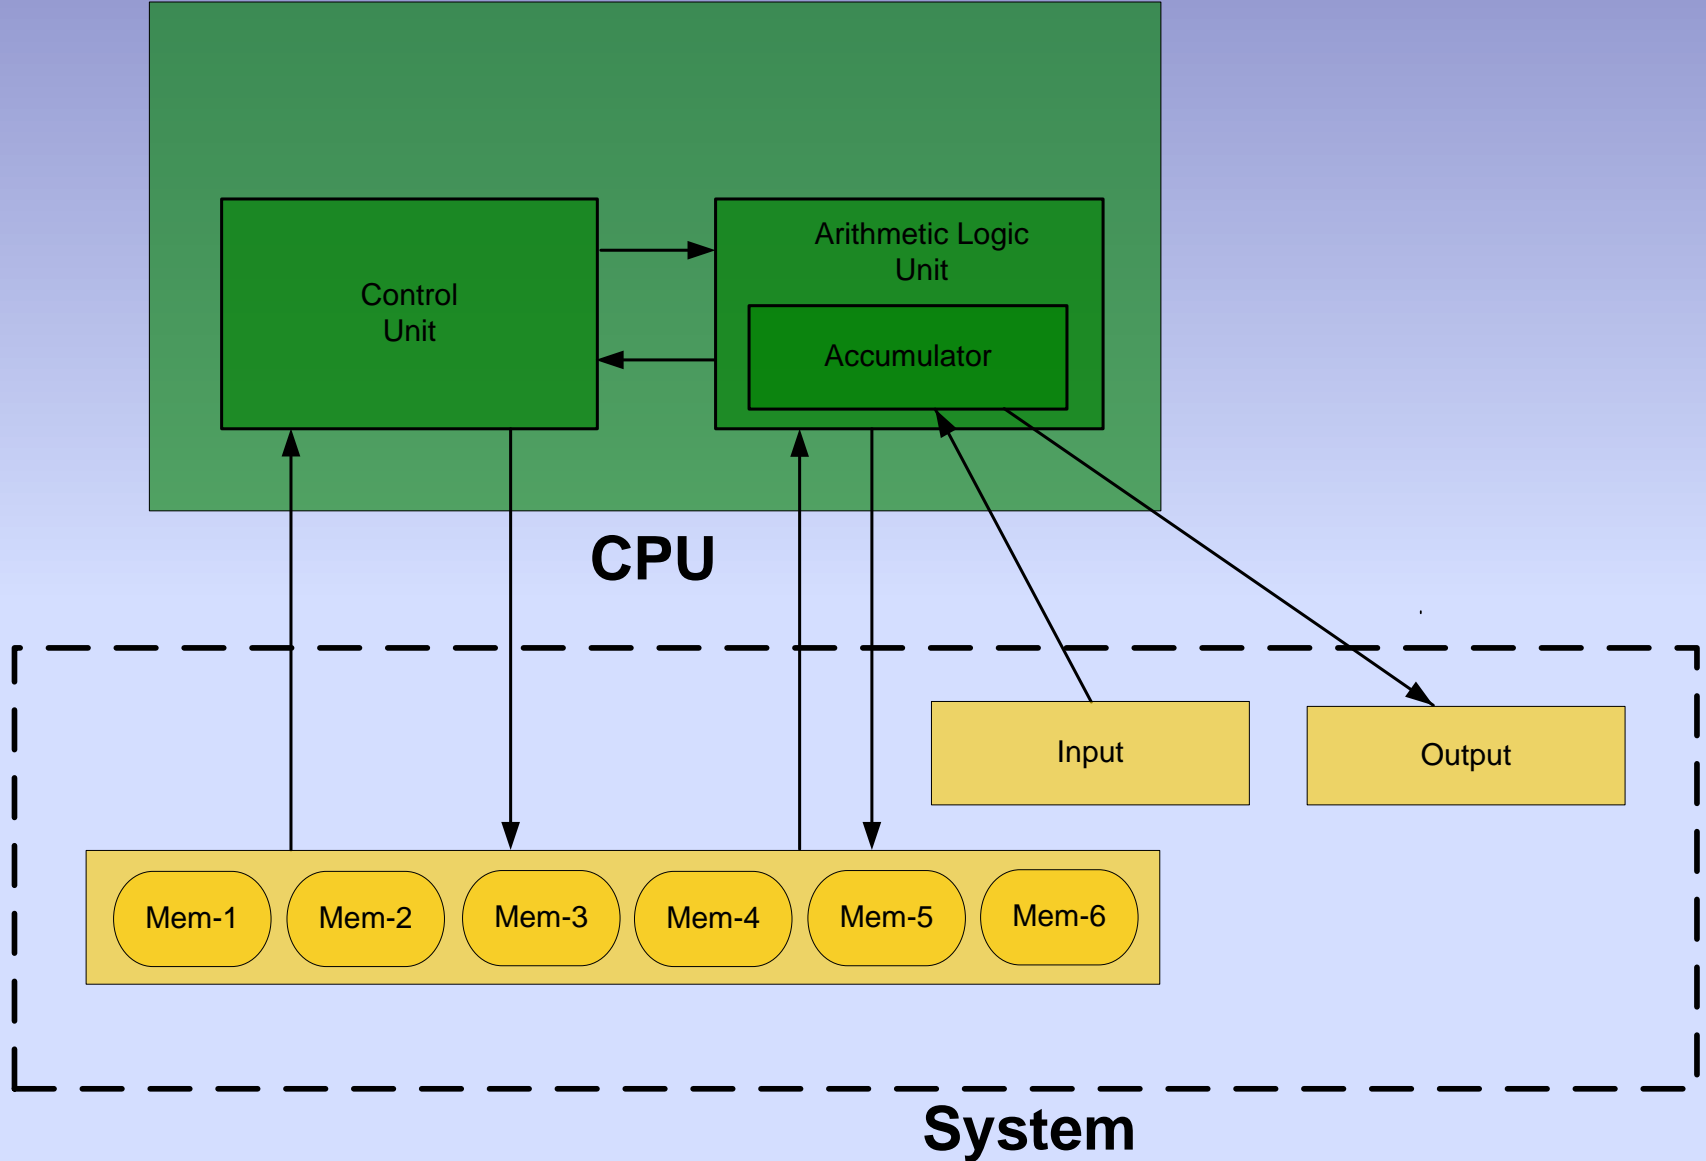 Arithmetic Logic
Unit
Control
Unit
Accumulator
CPU
Input
Output
Mem-1
Mem-2
Mem-3
Mem-4
Mem-5
Mem-6
System